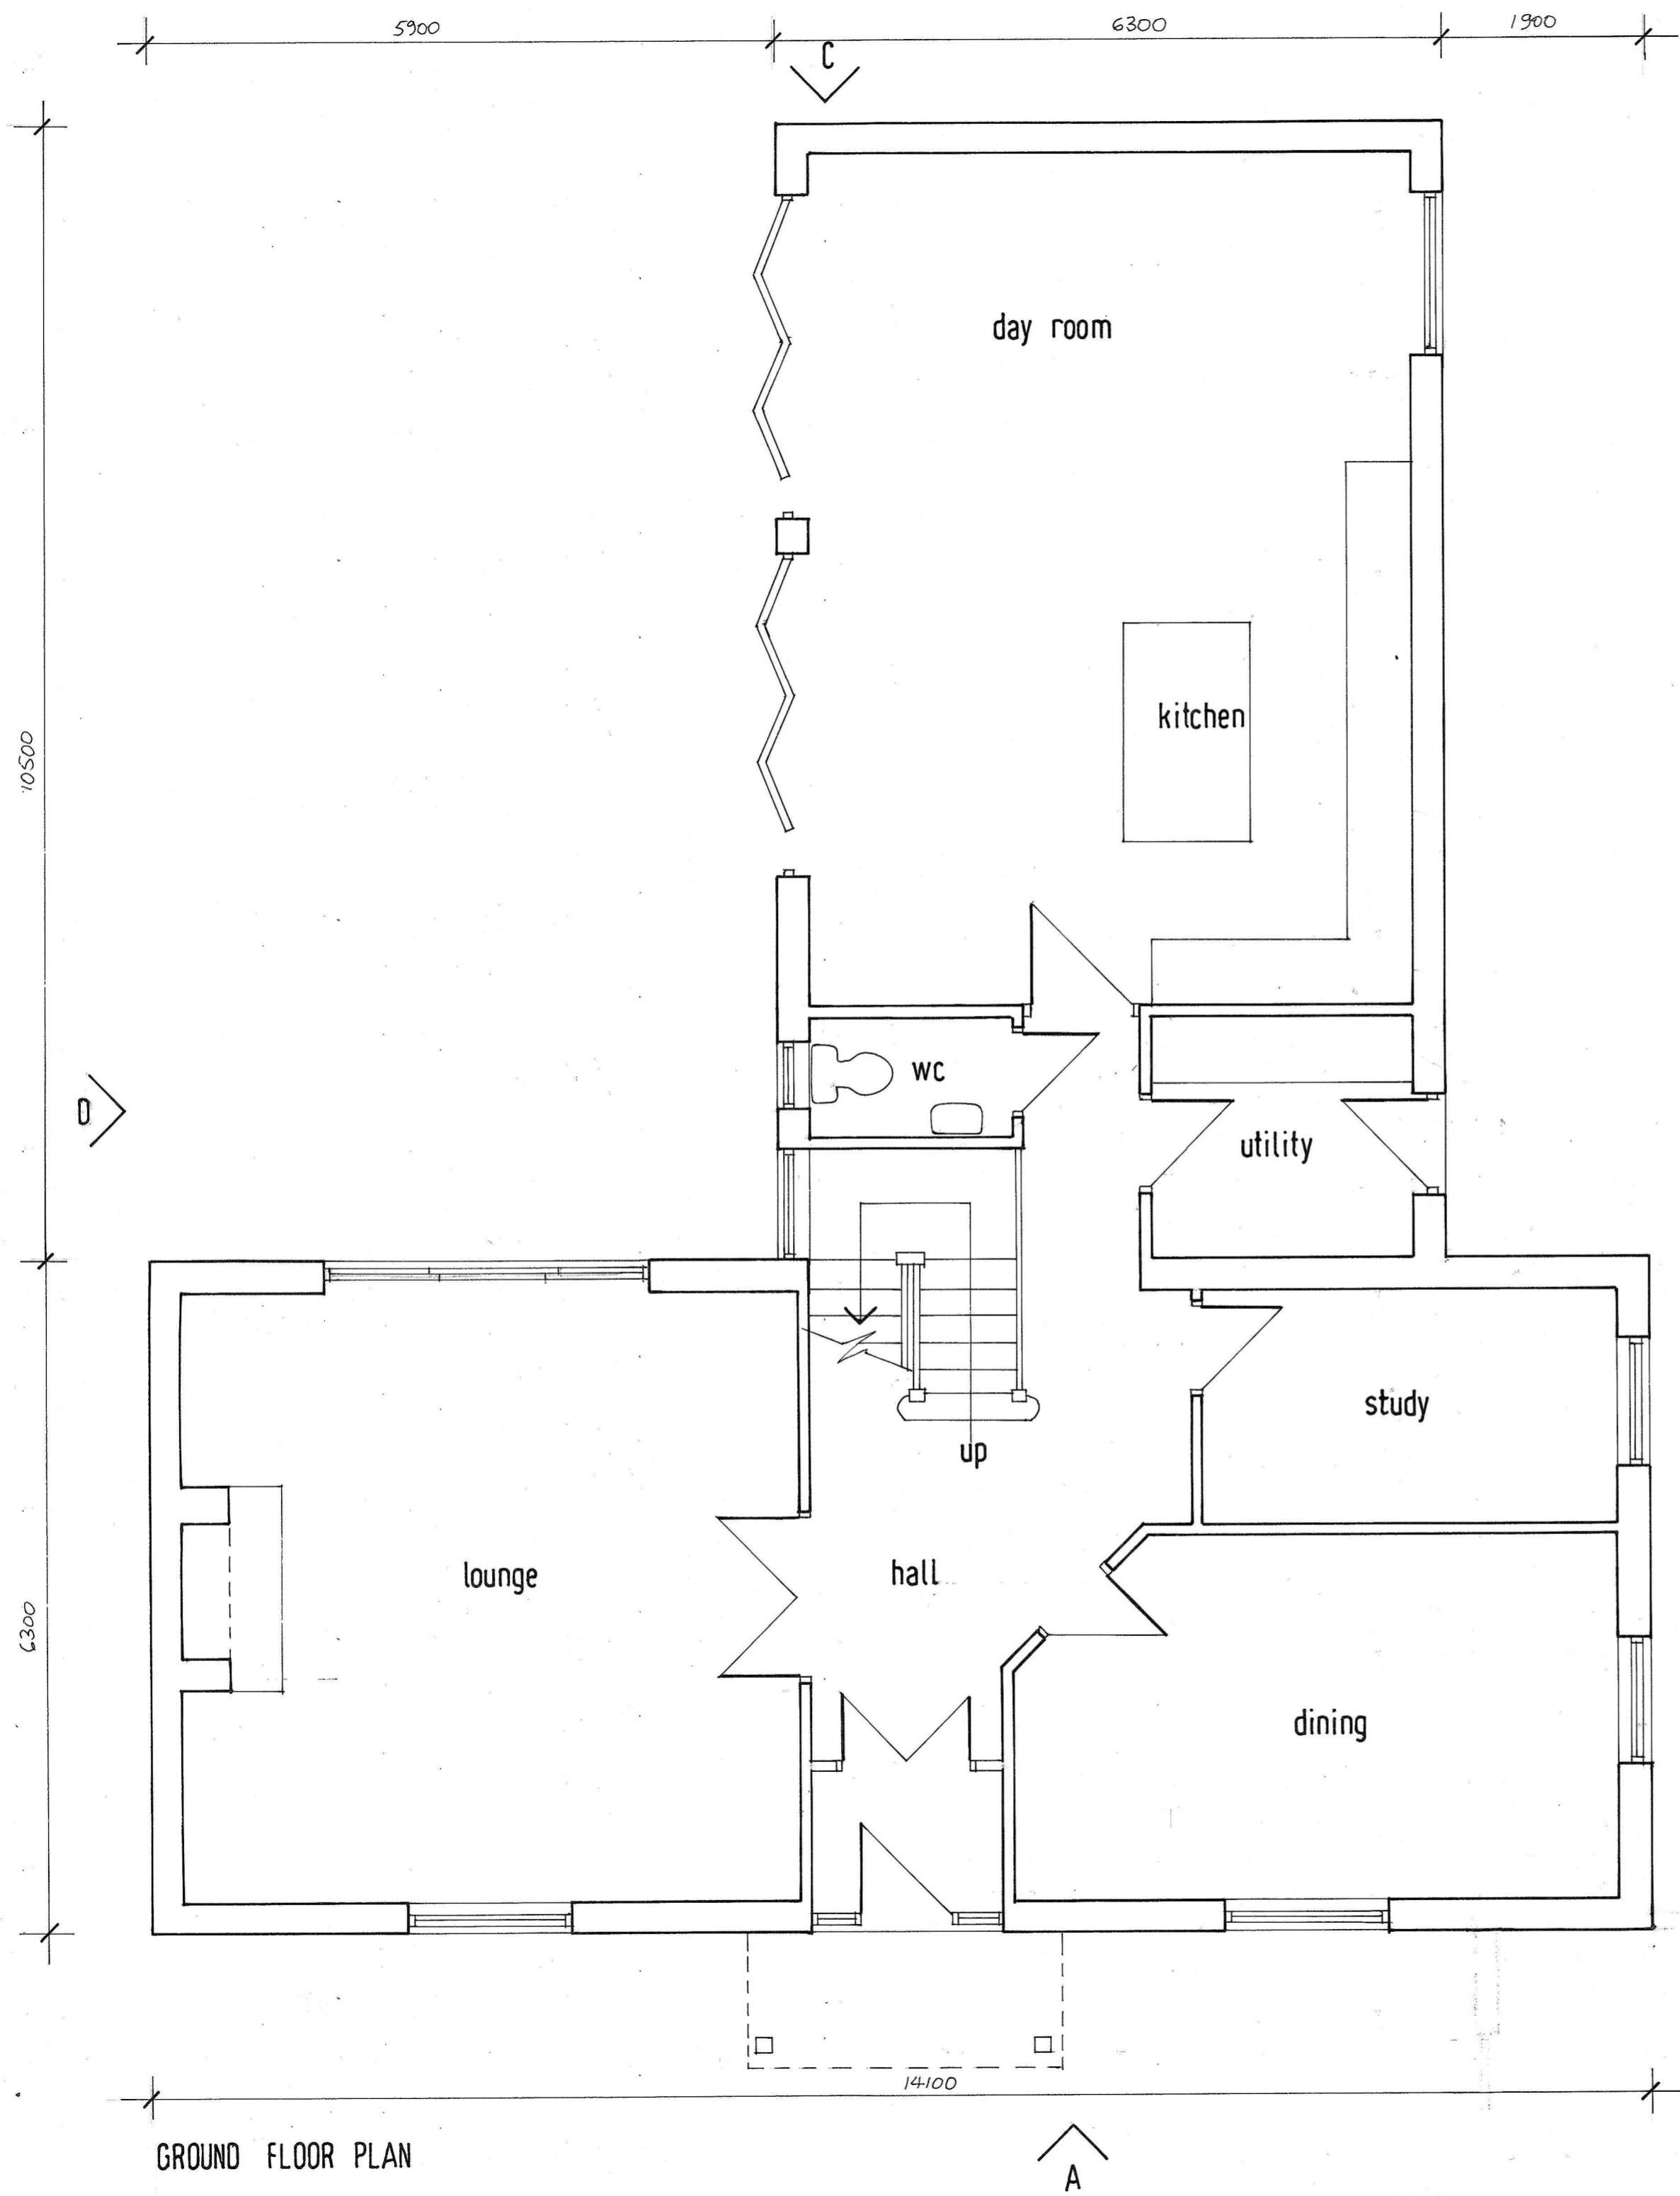 5900
6300
1900
C
day room
10500
kitchen
wc
D
utility
study
up
lounge
hall
6300
dining
14100
GROUND FLOOR PLAN
A